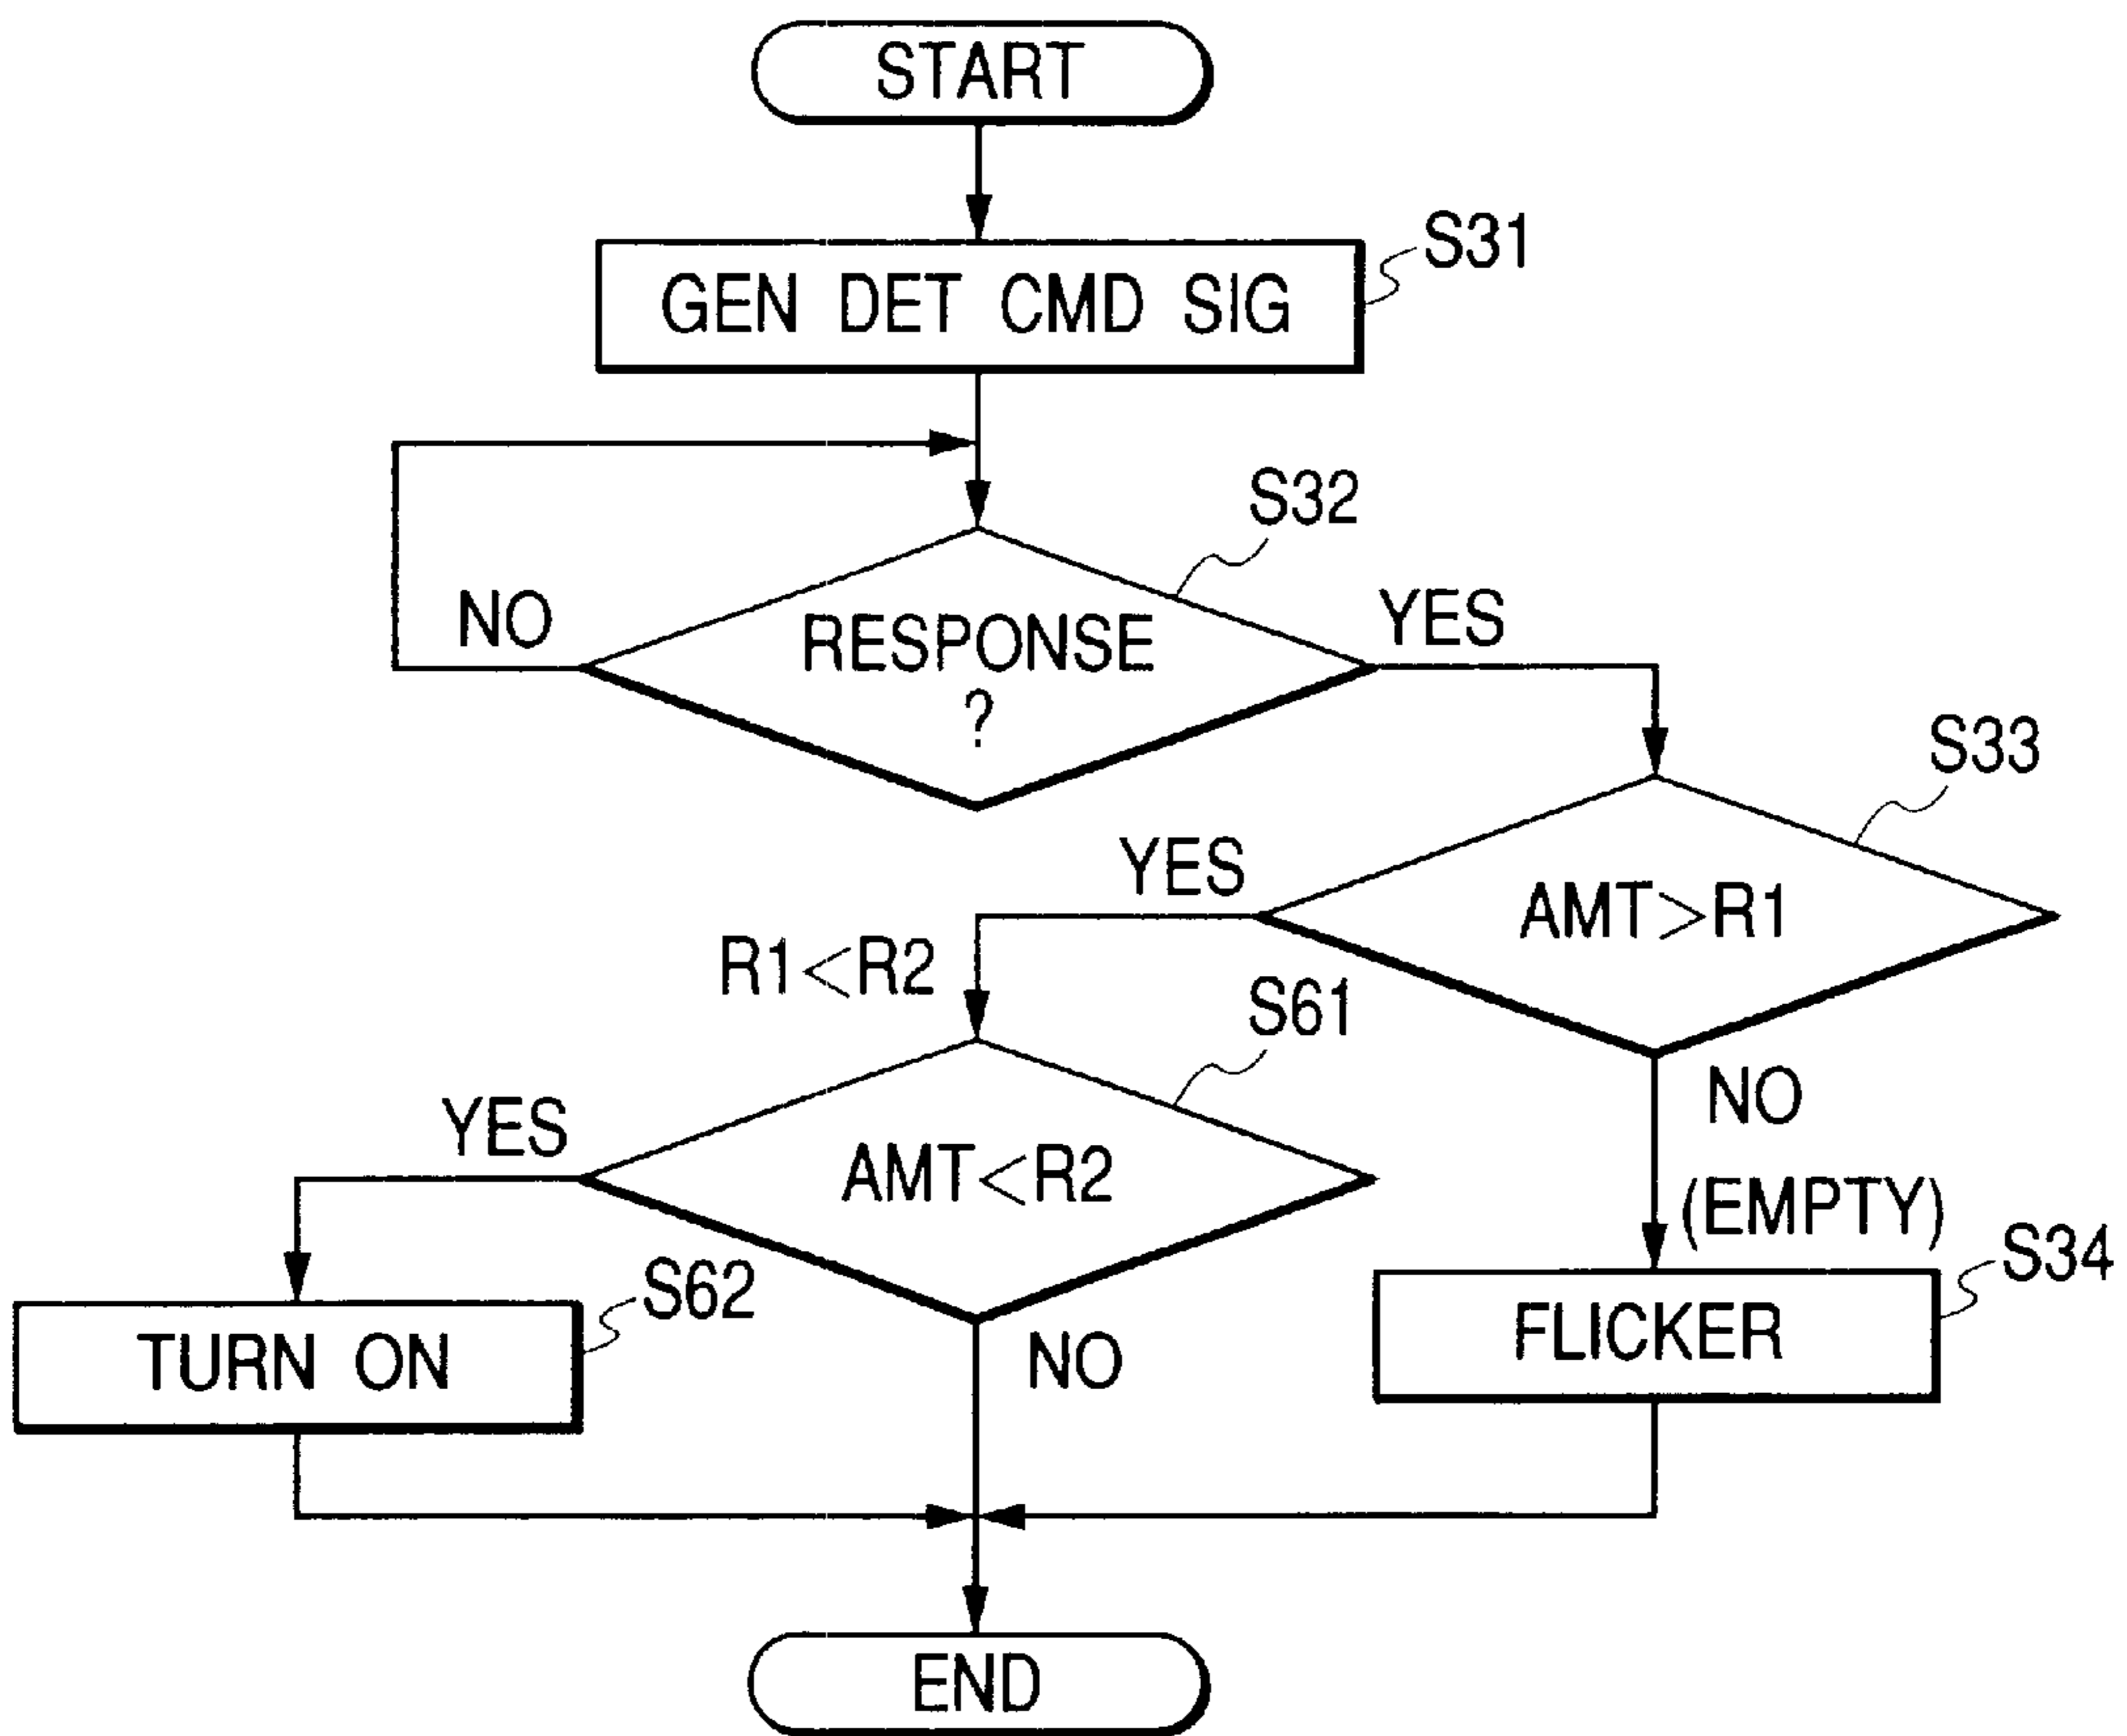 START
GEN DET CMD SIG
S31
S32
NO
RESPONSE
?
YES
S33
YES
AMT>R1
R1<R2
S61
NO
YES
AMT<R2
(EMPTY)
S34
S62
TURN ON
NO
FLICKER
END